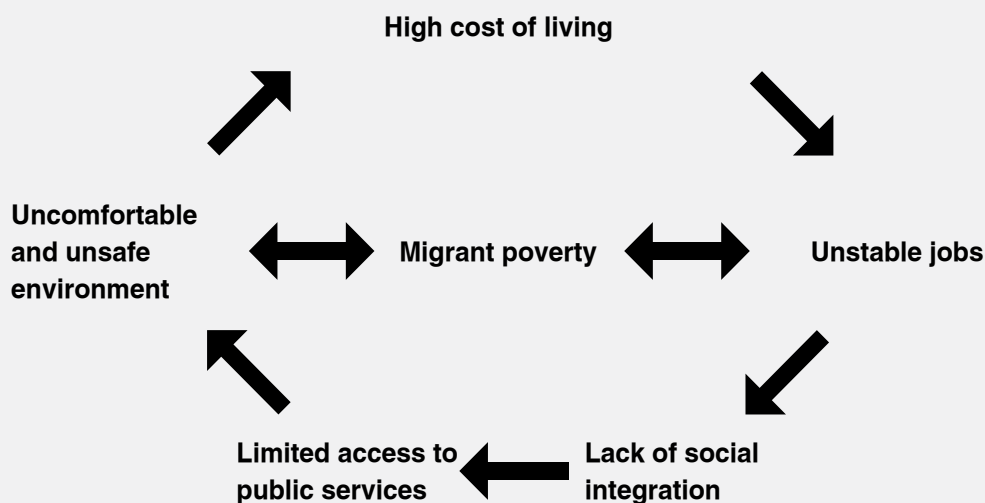 High cost of living
Uncomfortable
and unsafe
environment
Migrant poverty
Unstable jobs
Limited access to
public services
Lack of social
integration